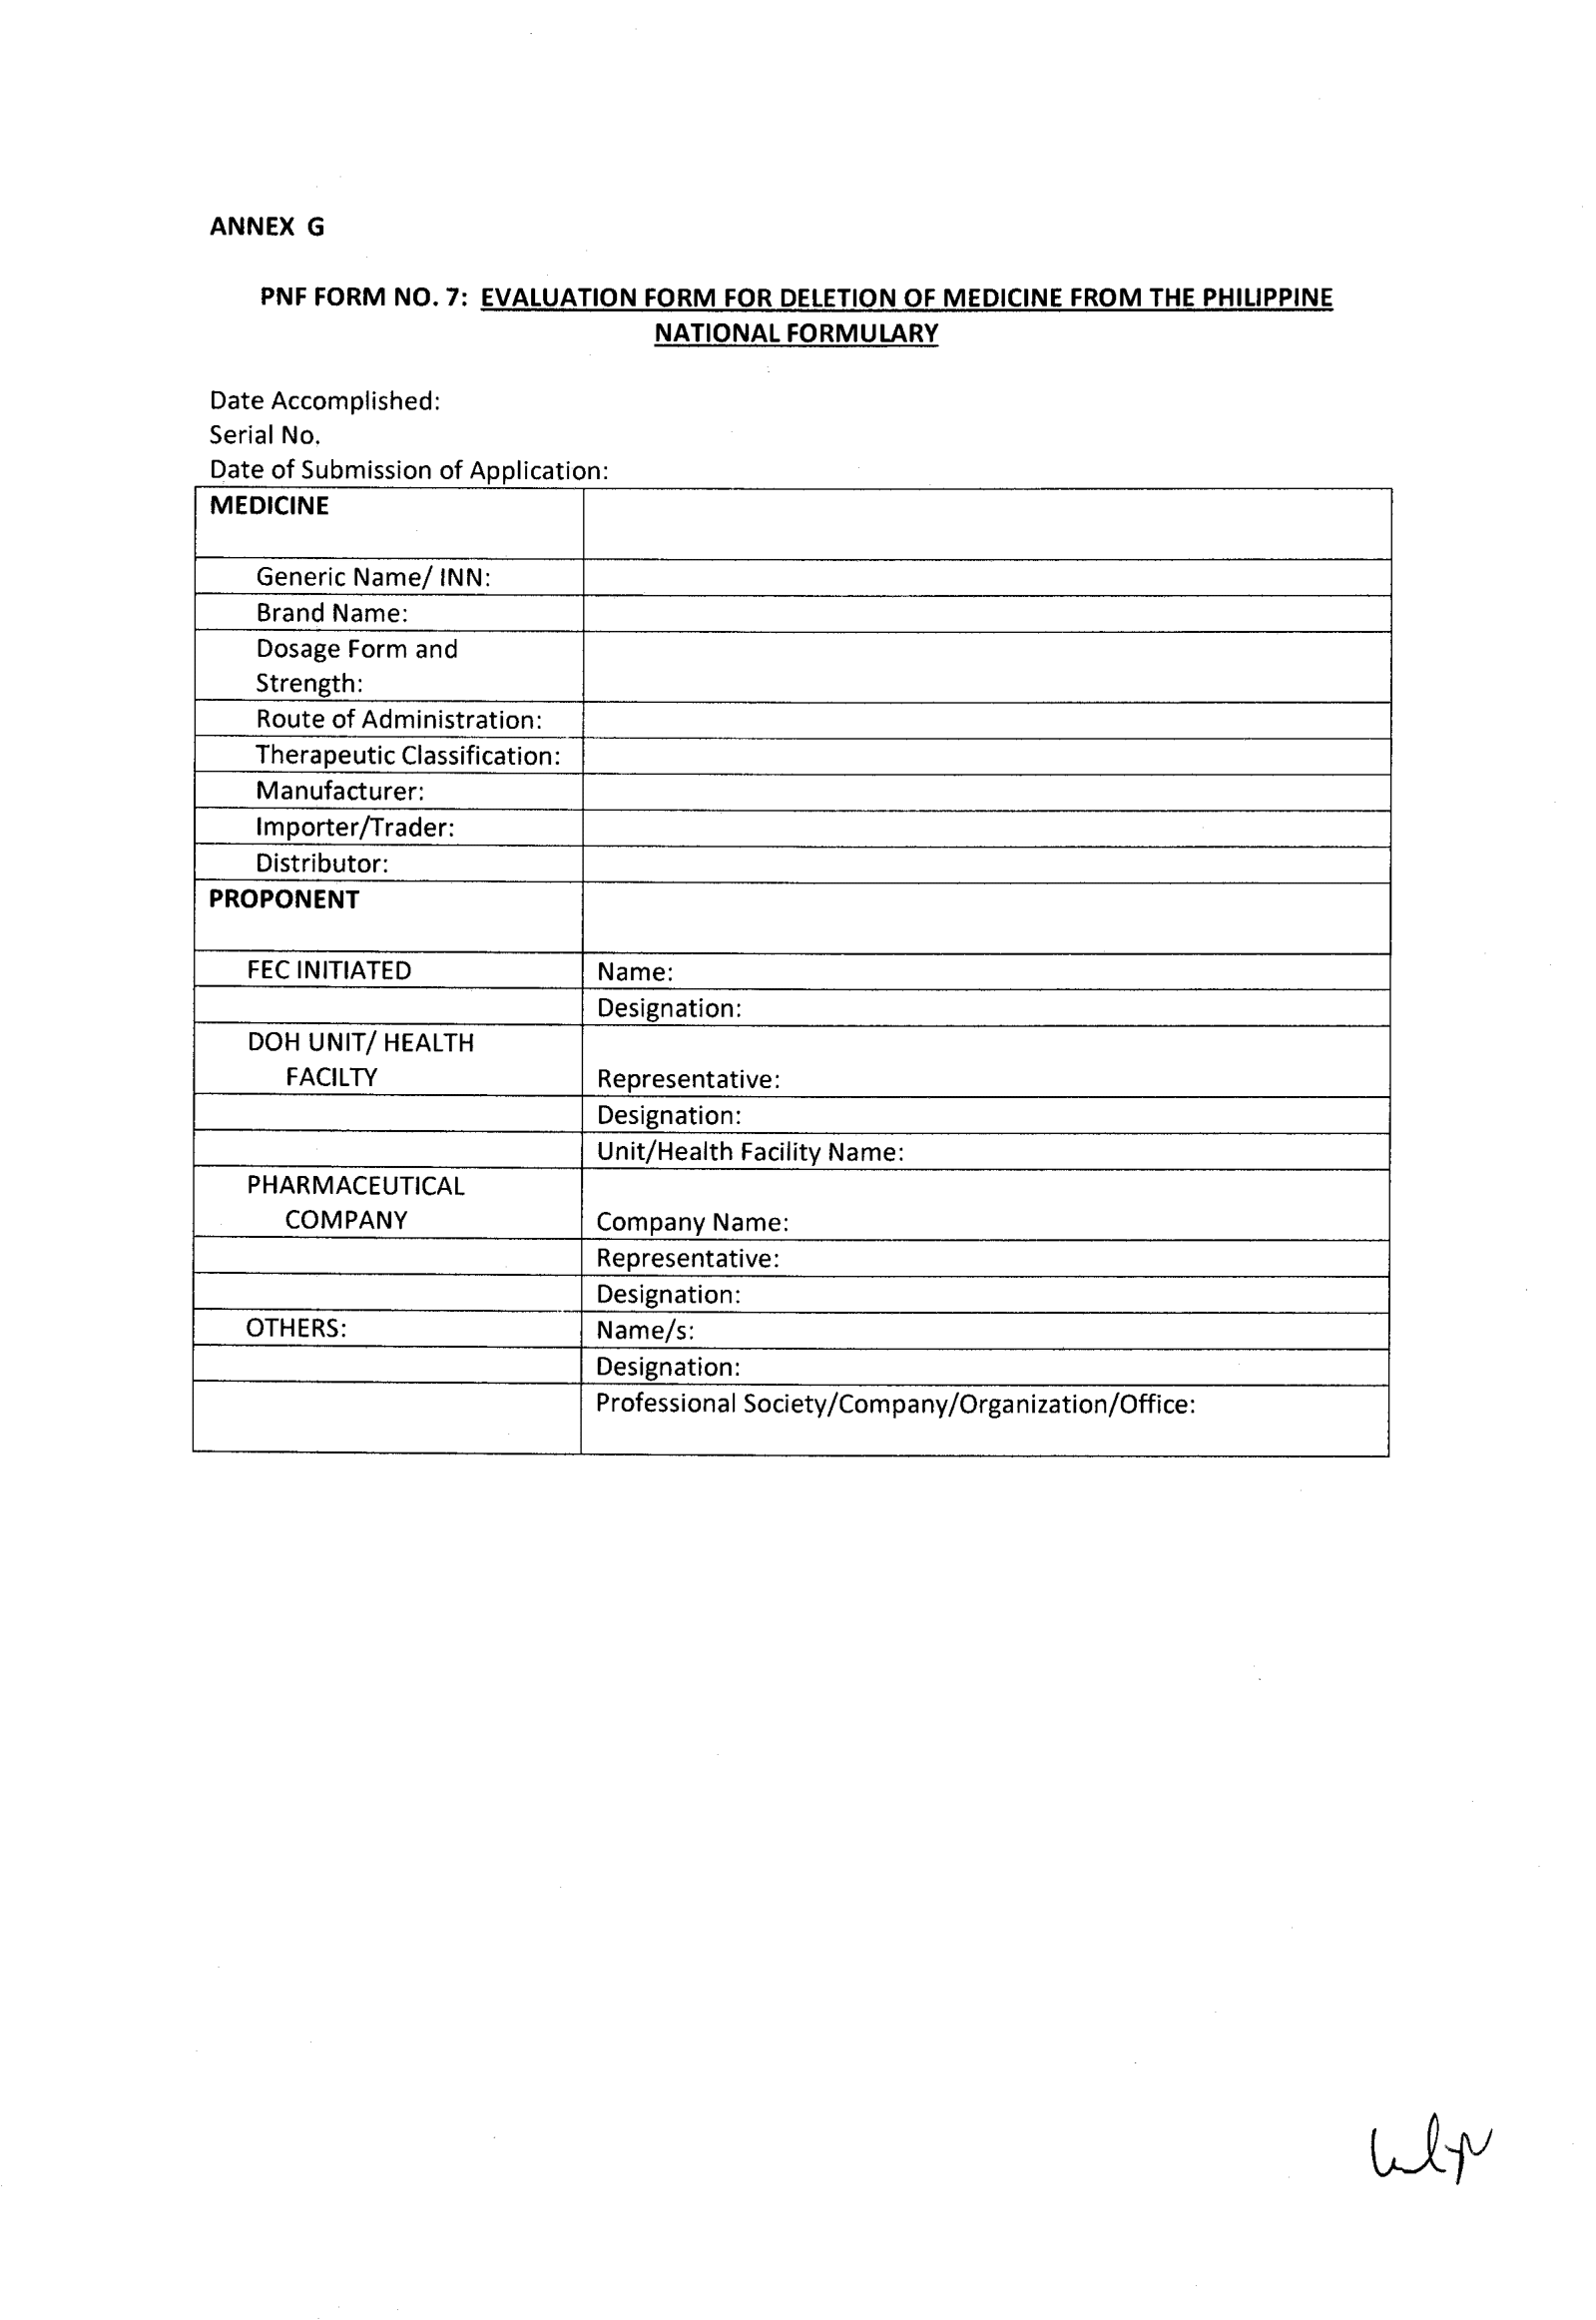 ANNEX G
PNF FORM NO. 7: EVALUATION FORM FOR DELETION OF MEDICINE FROM THE PHILIPPINE
NATIONAL FORMULARY
Date Accomplished:
Serial No.
Date of Submission of Application:
MEDICINE
Generic Name/ INN:
Brand Name:
Dosage Form and
Strength:
Route of Administration:
Therapeutic Classification:
Manufacturer:
Importer/Trader:
Distributor:
PROPONENT
FEC INITIATED
Name:
Designation:
DOH UNIT/ HEALTH
FACILTY
Representative:
Designation:
Unit/Health Facility Name:
PHARMACEUTICAL
COMPANY
Company Name:
Representative:
Designation:
OTHERS:
Name/s:
Designation:
Professional Society/Company/Organization/Office: